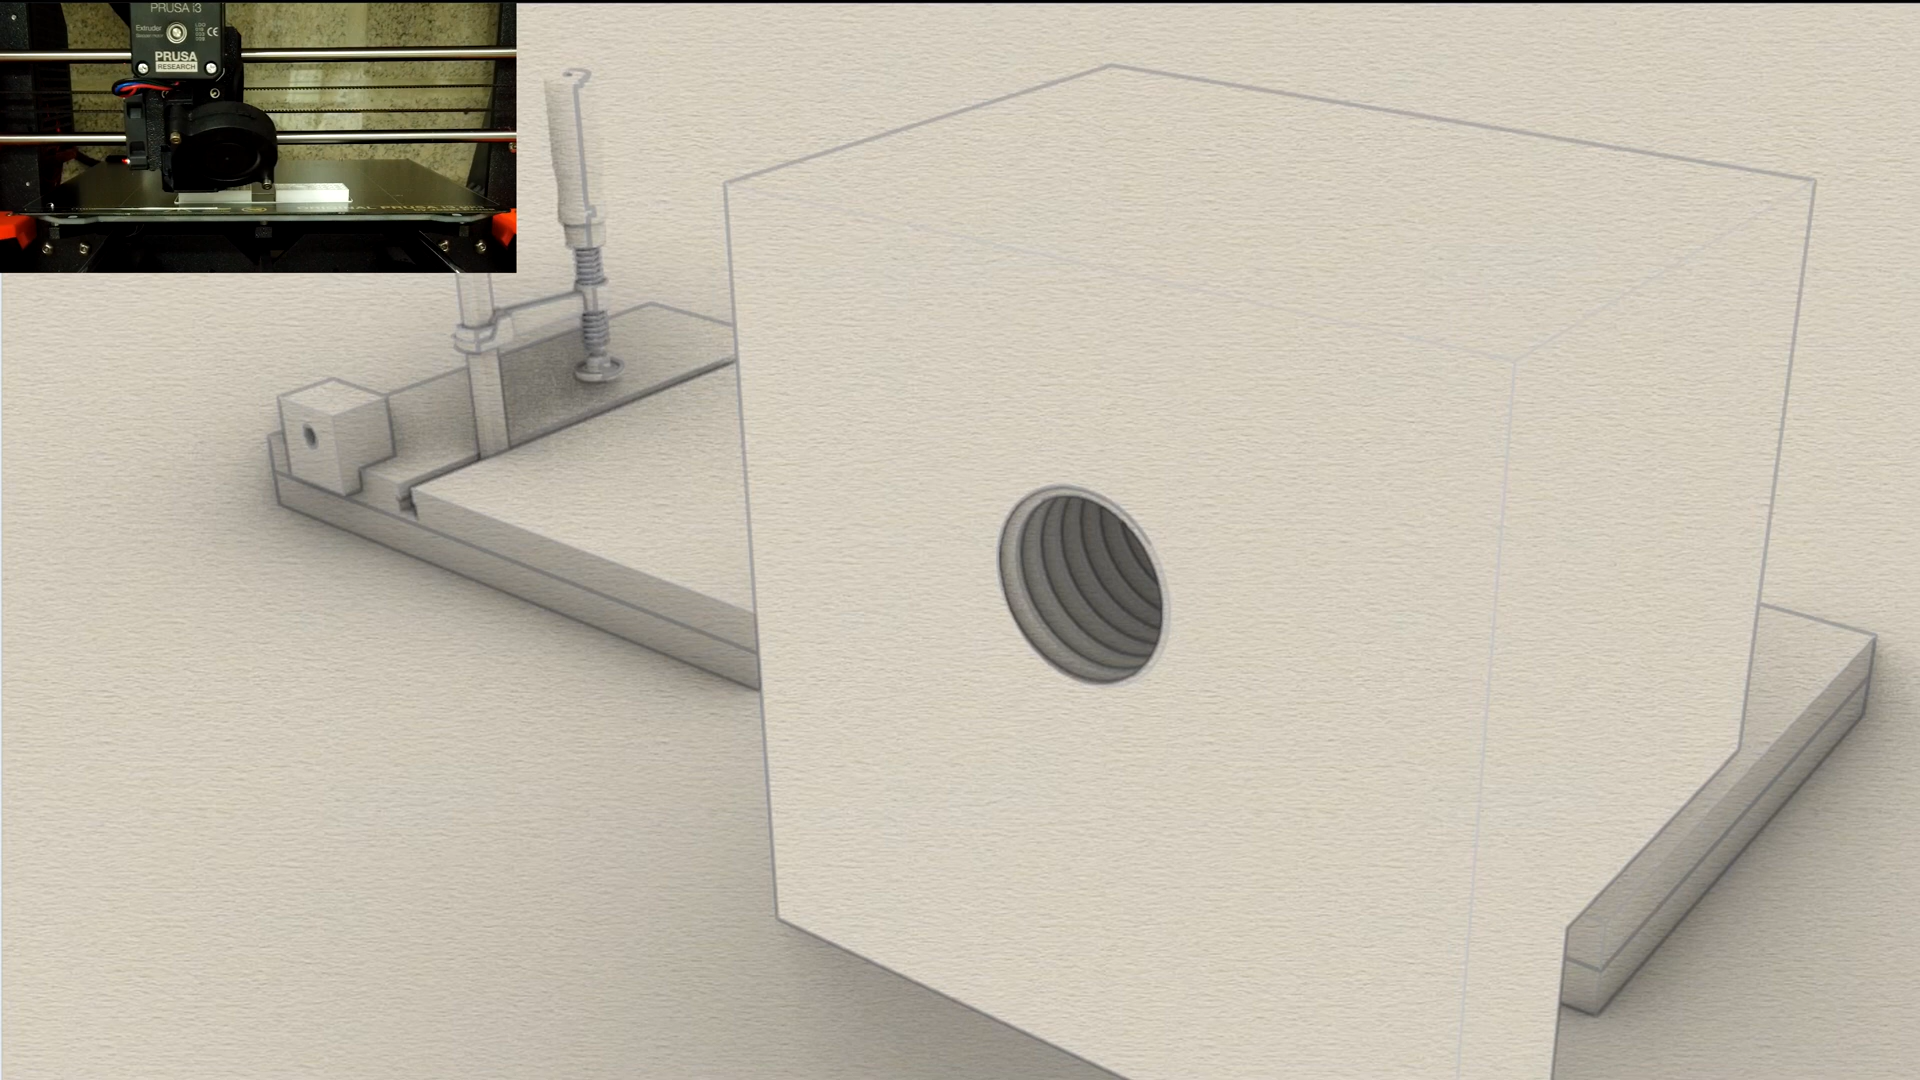 PRUSA i3
Extruder
CE
PRUSA
RESEARCH
ORIGINAL PRUSA i3